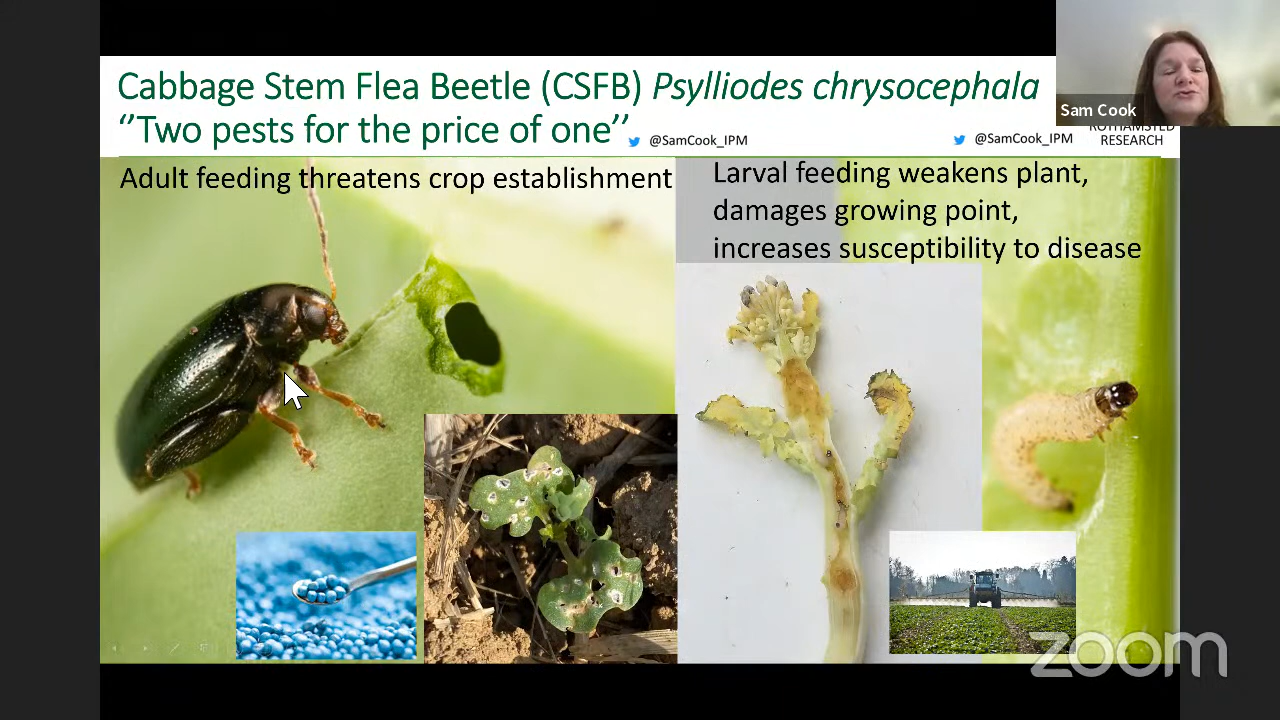 Cabbage Stem Flea Beetle (CSFB) Psylliodes chrysocephala
‘’Two pests for the price of one’’
@SamCook_IPM
@SamCook_IPM
ROTHAMSTED
RESEARCH
Sam Cook
Adult feeding threatens crop establishment
Larval feeding weakens plant,
damages growing point,
increases susceptibility to disease
zoom